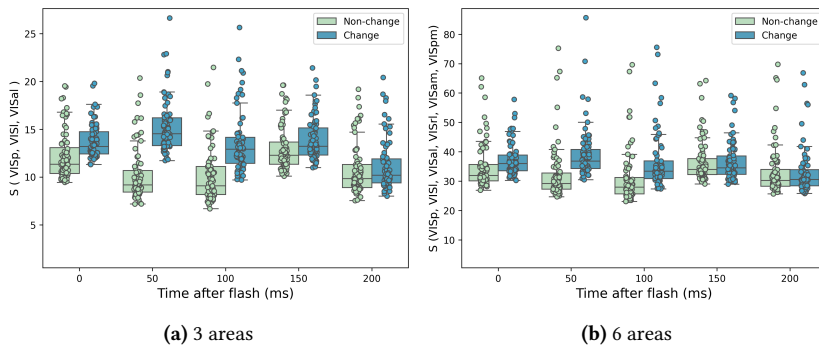 S ( VISp, VISl, VISal )
25
20
15
10
5
Non-change
Change
0
50
100
150
200
Time after flash (ms)
(a) 3 areas
S (VISp, VISl, VISal, VISrl, VISam, VISpm)
80
70
60
50
40
30
20
10
Non-change
Change
0
50
100
150
200
Time after flash (ms)
(b) 6 areas